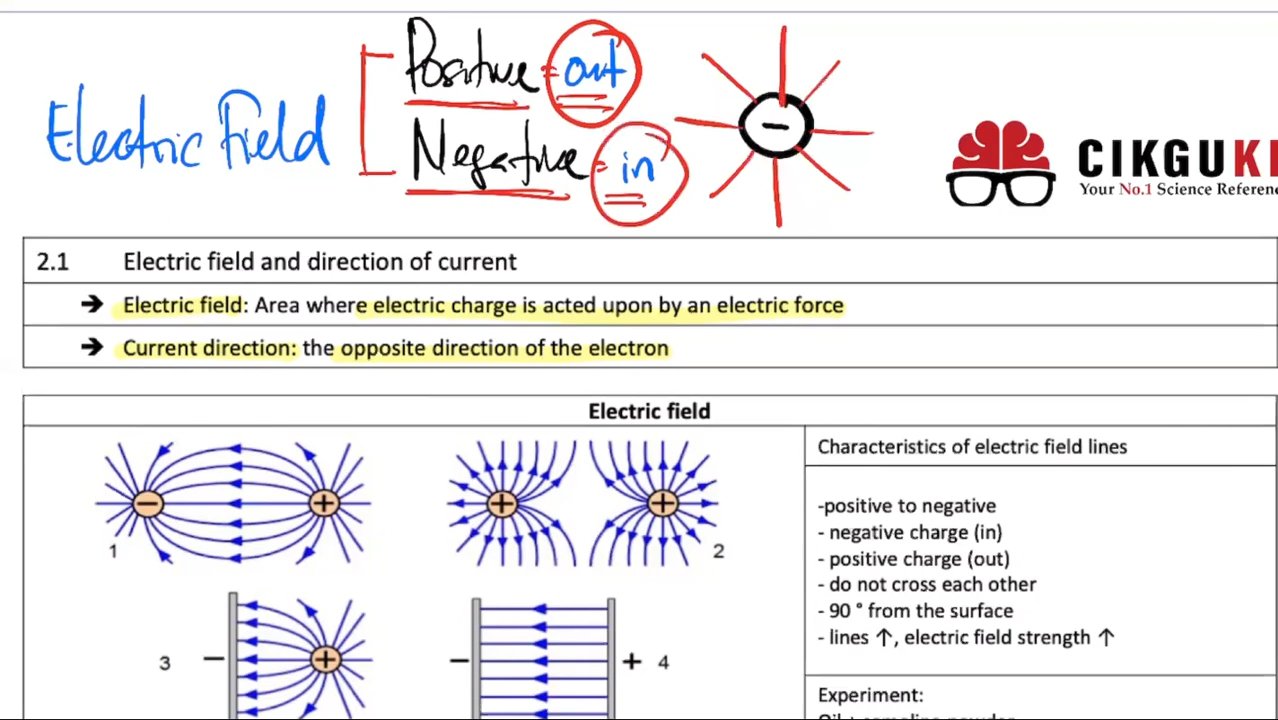 Electric Field
Positive = out
Negative = in
-
CIKGUKI
Your No.1 Science Reference
2.1 Electric field and direction of current
➔ Electric field: Area where electric charge is acted upon by an electric force
➔ Current direction: the opposite direction of the electron
Electric field
Characteristics of electric field lines
-positive to negative
- negative charge (in)
- positive charge (out)
- do not cross each other
- 90 ° from the surface
- lines ↑, electric field strength ↑
− +
1
+ +
2
3 − +
− + 4
Experiment: